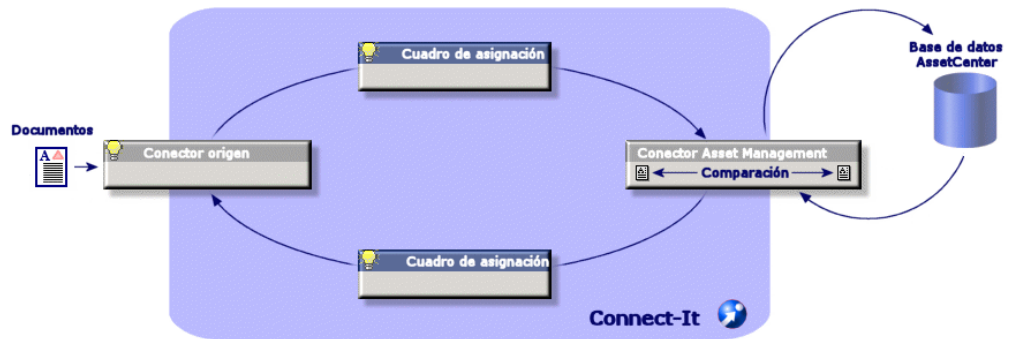 Cuadro de asignación
Base de datos
AssetCenter
Documentos
A
Conector origen
Conector Asset Management
Comparación
Cuadro de asignación
Connect-It